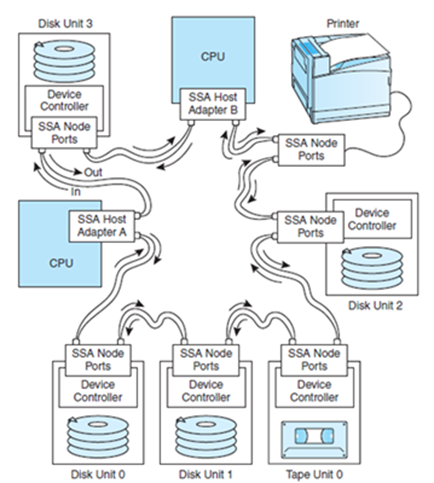 Disk Unit 3
Printer
CPU
Device
Controller
SSA Host
Adapter B
SSA Node
Ports
SSA Node
Ports
Out
In
SSA Host
Adapter A
CPU
SSA Node
Ports
Device
Controller
Disk Unit 2
SSA Node
Ports
Device
Controller
Disk Unit 0
SSA Node
Ports
Device
Controller
Disk Unit 1
SSA Node
Ports
Device
Controller
Tape Unit 0